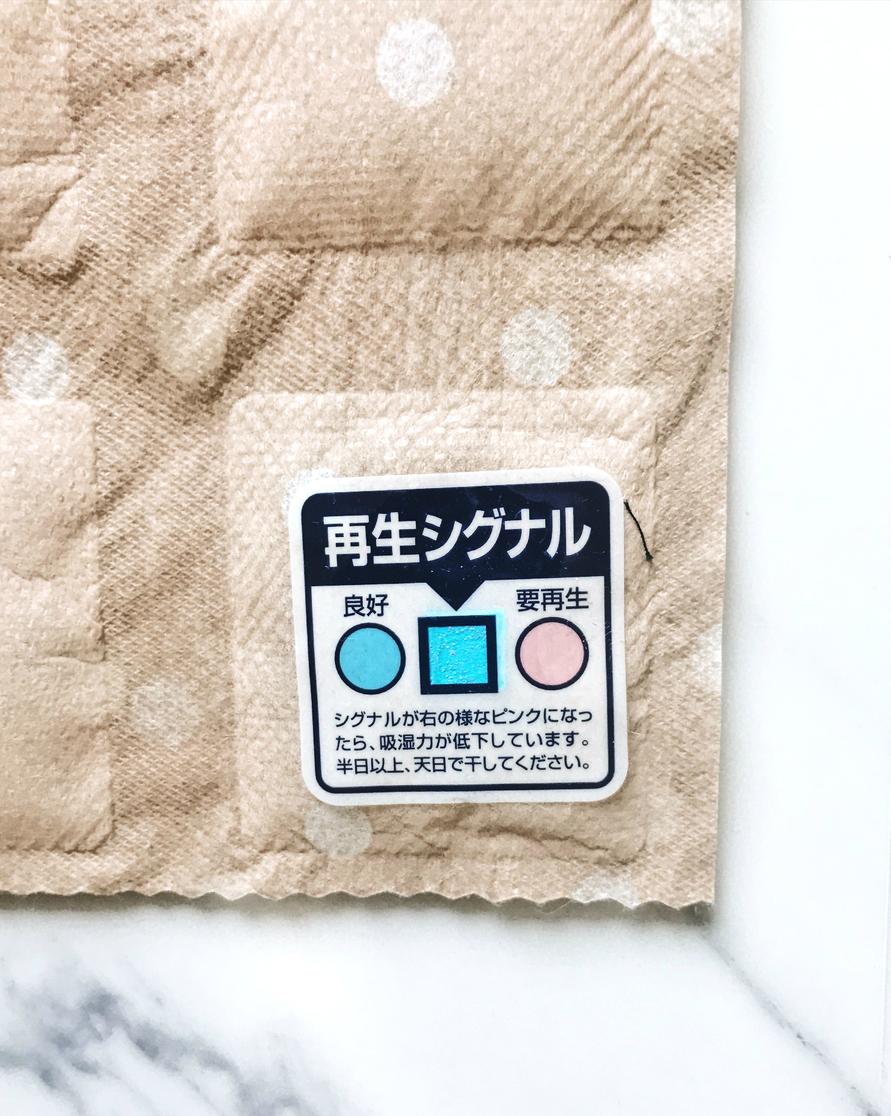 再生シグナル
良好
要再生
シグナルが右の様なピンクになっ
たら、吸湿力が低下しています。
半日以上、天日で干してください。